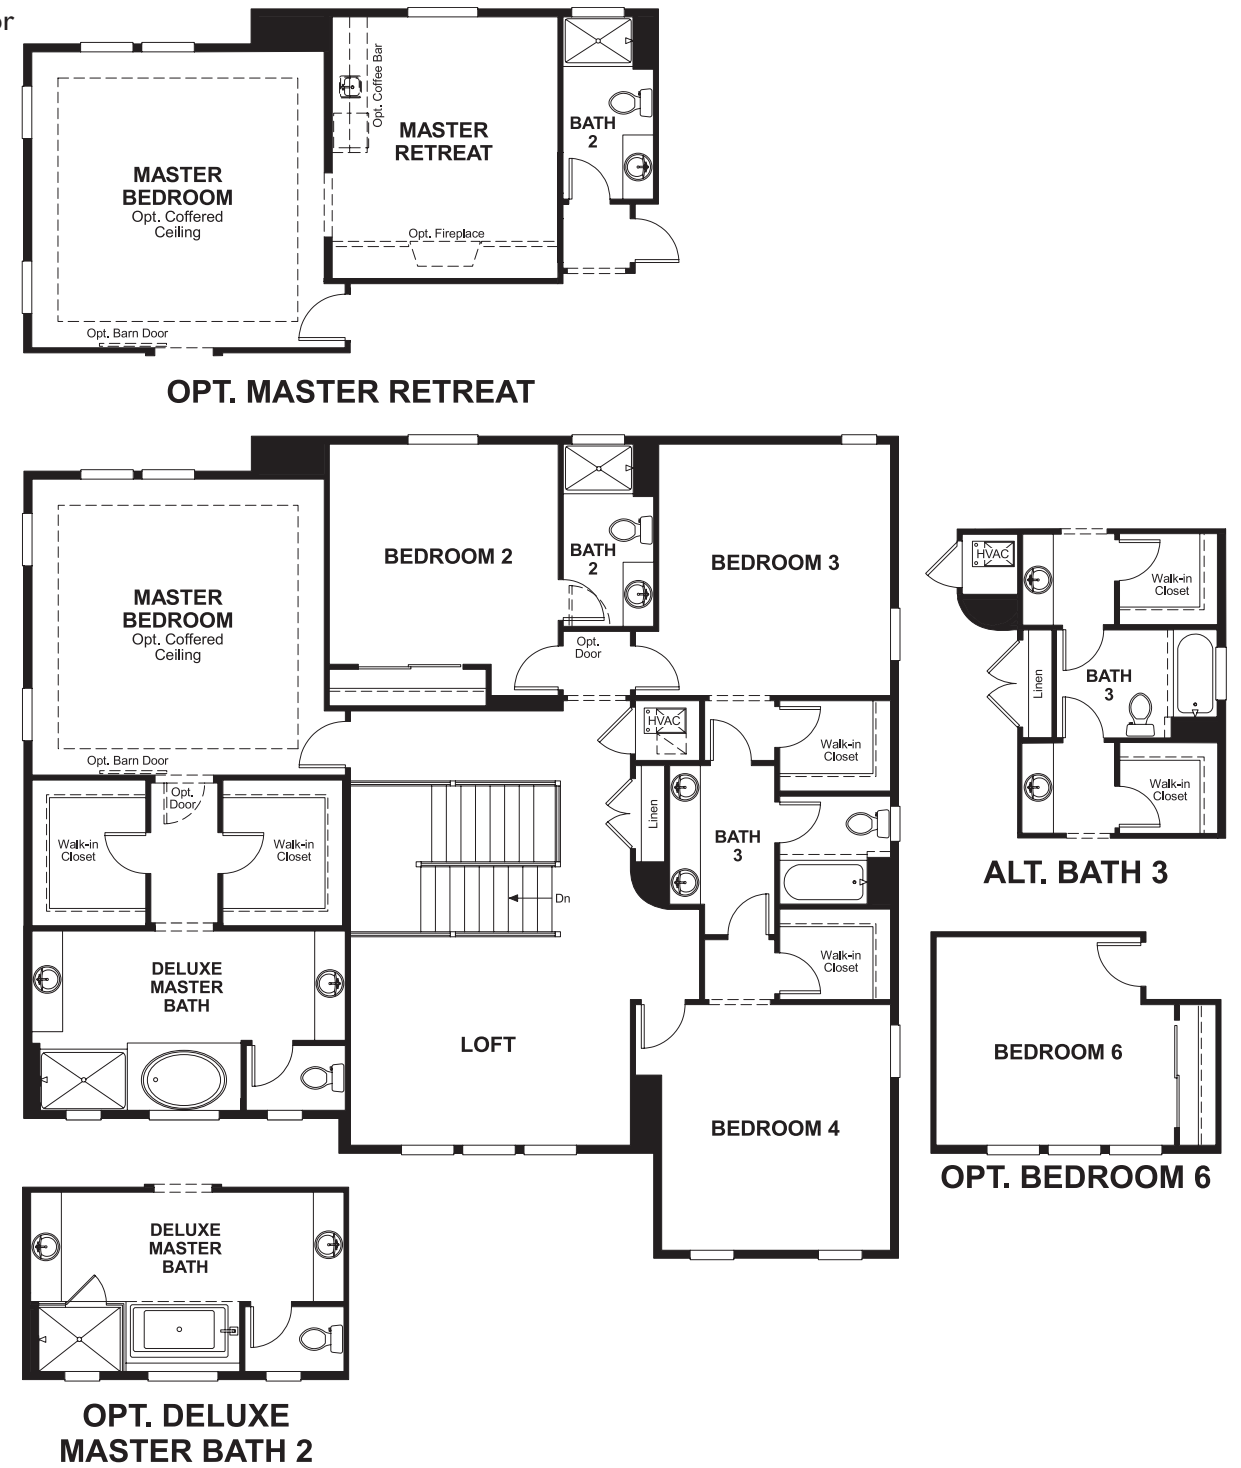 or
Opt. Coffee Bar
MASTER
RETREAT
BATH
2
MASTER
BEDROOM
Opt. Coffered
Ceiling
Opt. Fireplace
Opt. Barn Door
OPT. MASTER RETREAT
BEDROOM 2
BATH
2
BEDROOM 3
MASTER
BEDROOM
Opt. Coffered
Ceiling
Opt.
Door
HVAC
Walk-in
Closet
Opt. Barn Door
Opt.
Door
Walk-in
Closet
Walk-in
Closet
Linen
BATH
3
Dn
Walk-in
Closet
DELUXE
MASTER
BATH
LOFT
BEDROOM 4
HVAC
Walk-in
Closet
Linen
BATH
3
Walk-in
Closet
ALT. BATH 3
BEDROOM 6
OPT. BEDROOM 6
DELUXE
MASTER
BATH
OPT. DELUXE
MASTER BATH 2